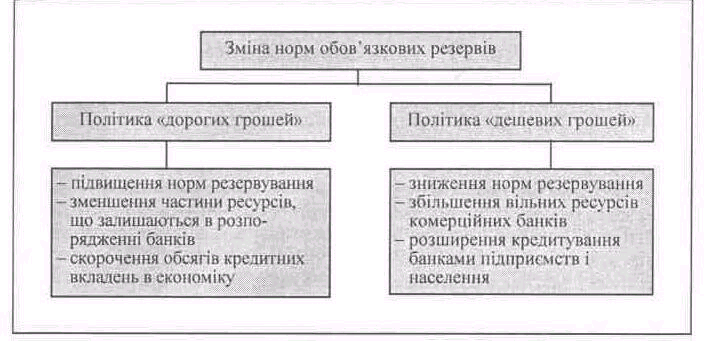 Зміна норм обов’язкових резервів
Політика «дорогих грошей»
Політика «дешевих грошей»
– підвищення норм резервування
– зменшення частини ресурсів,
що залишаються в розпо-
рядженні банків
– скорочення обсягів кредитних
вкладень в економіку
– зниження норм резервування
– збільшення вільних ресурсів
комерційних банків
– розширення кредитування
банками підприємств і
населення